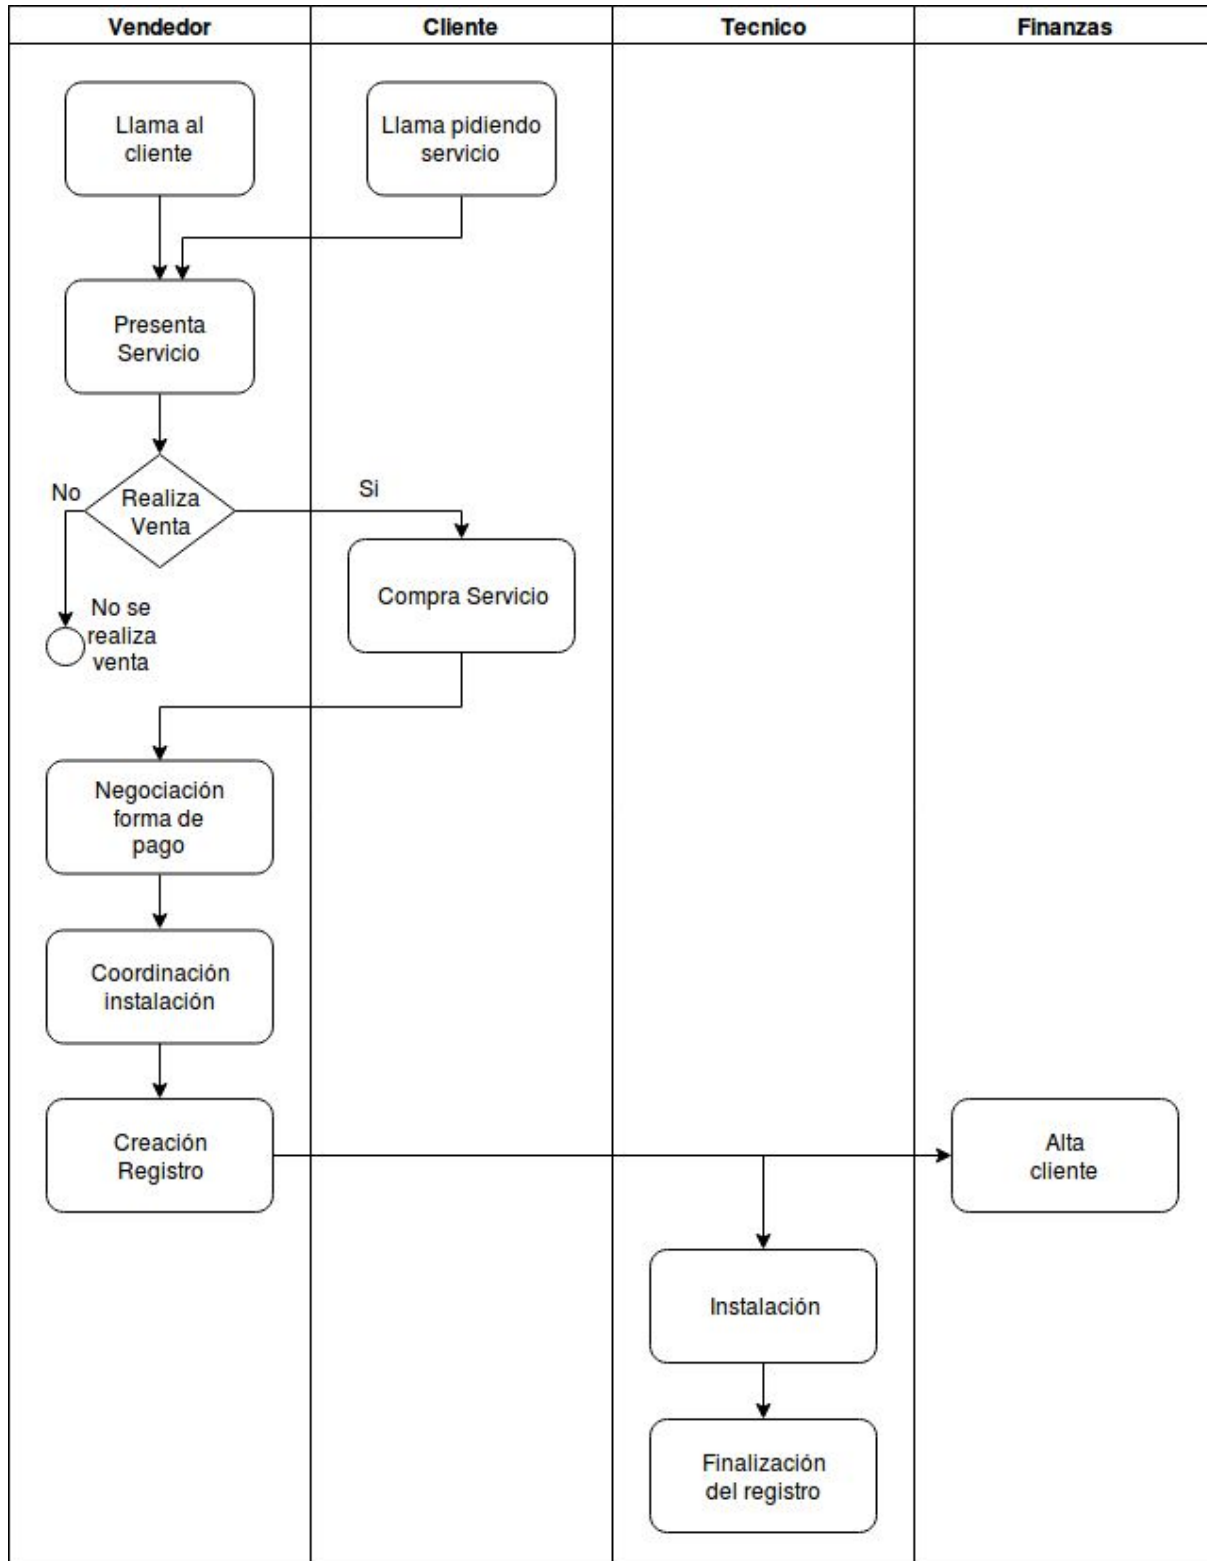 Vendedor
Cliente
Tecnico
Finanzas
Llama al
cliente
Llama pidiendo
servicio
Presenta
Servicio
No
Realiza
Venta
Si
Compra Servicio
No se
realiza
venta
Negociación
forma de
pago
Coordinación
instalación
Creación
Registro
Alta
cliente
Instalación
Finalización
del registro